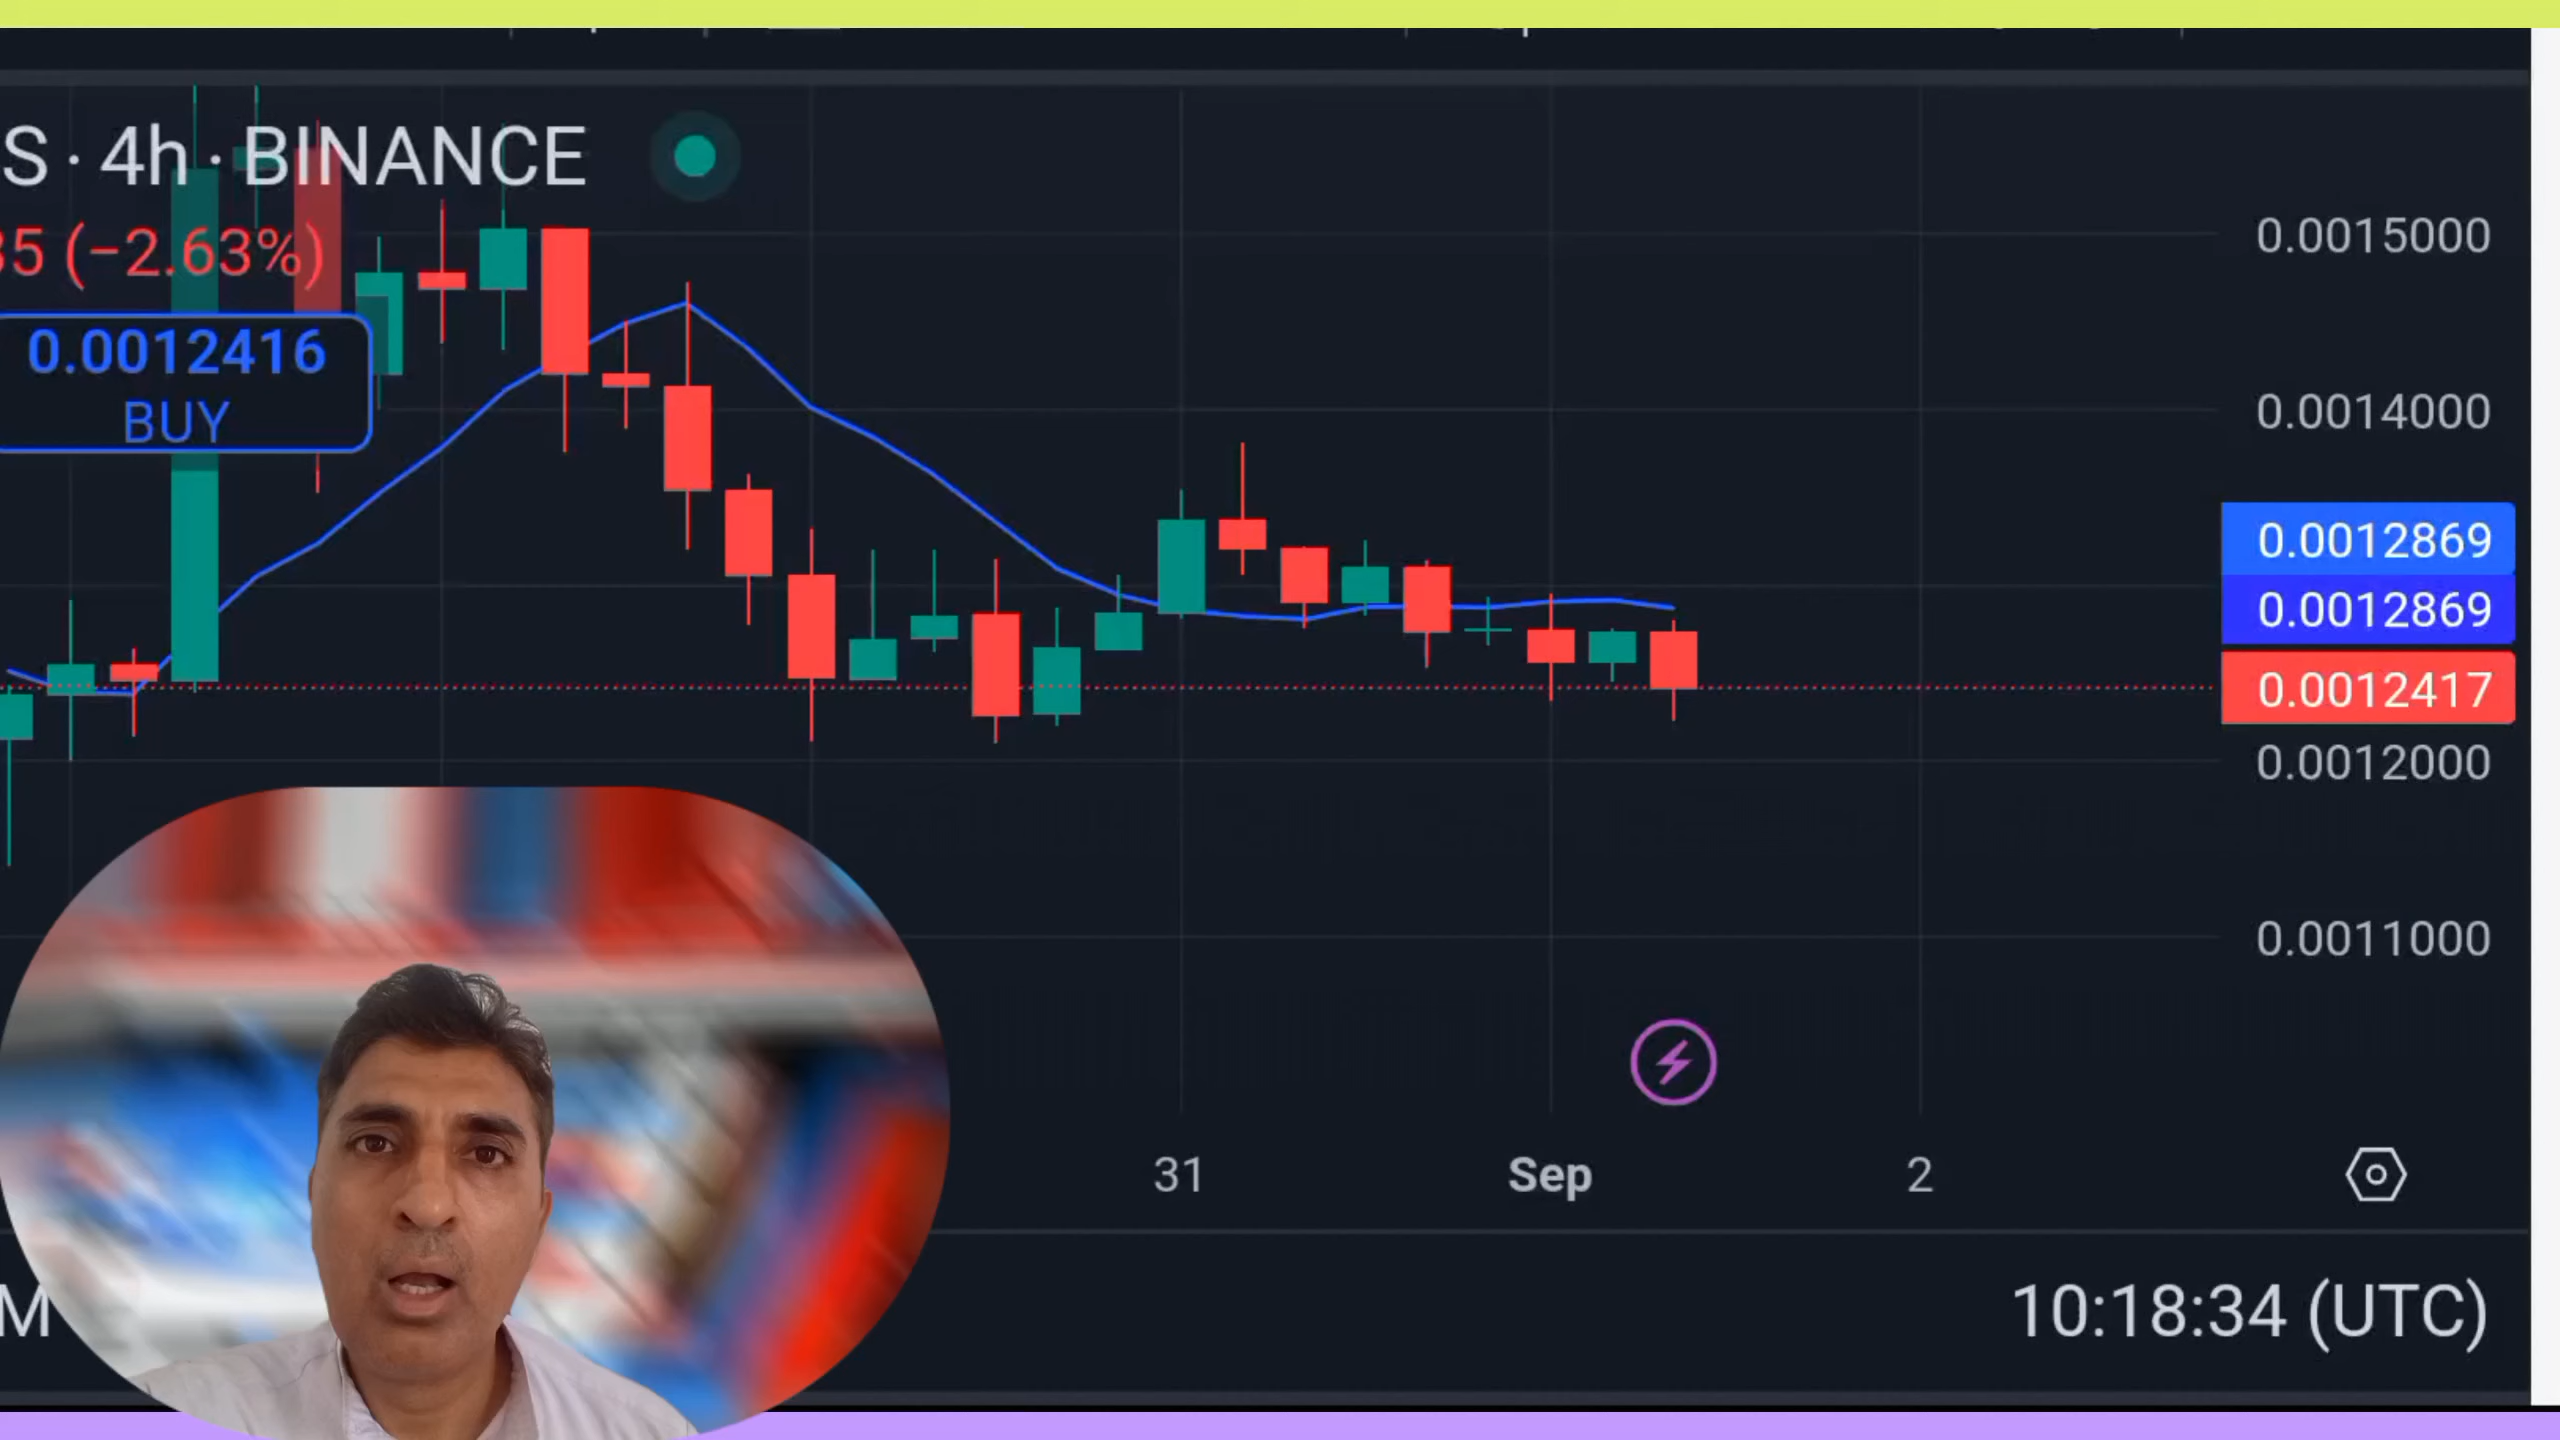 S · 4h · BINANCE
35 (−2.63%)
0.0012416
BUY
0.0015000
0.0014000
0.0012869
0.0012869
0.0012417
0.0012000
0.0011000
31 Sep 2
M 10:18:34 (UTC)